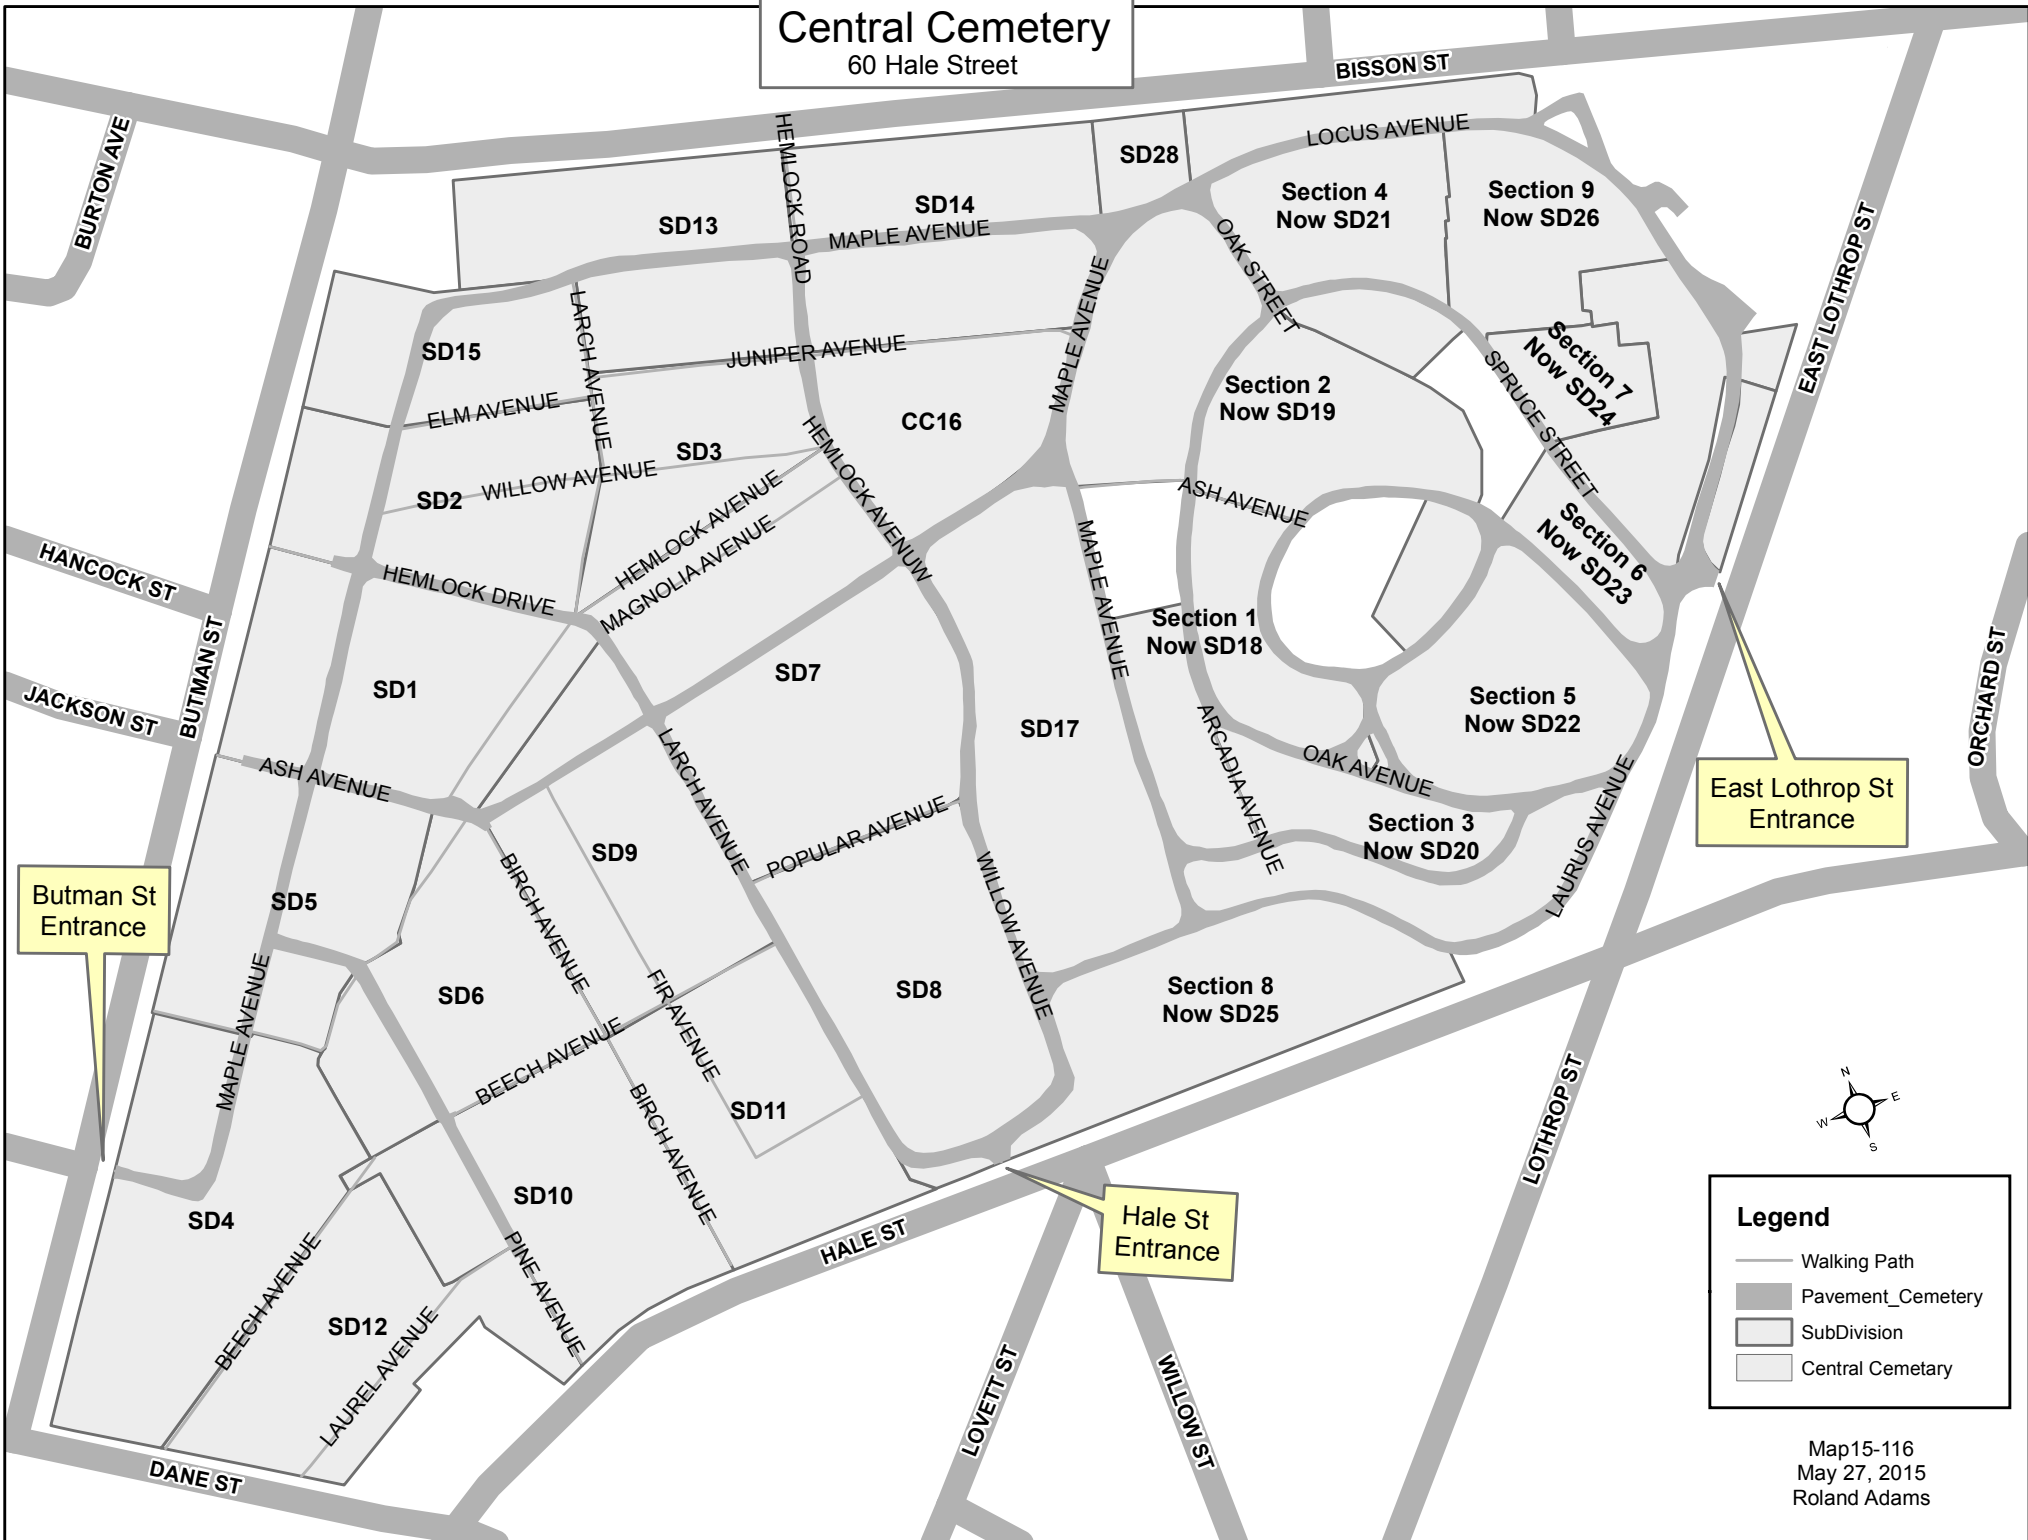 Central Cemetery
60 Hale Street
BISSON ST
BURTON AVE
HEMLOCK ROAD
LOCUS AVENUE
SD28
Section 4
Now SD21
Section 9
Now SD26
SD14
SD13
MAPLE AVENUE
OAK STREET
EAST LOTHROP ST
LARCH AVENUE
MAPLE AVENUE
SD15
JUNIPER AVENUE
Section 7
Now SD24
SPRUCE STREET
Section 2
Now SD19
ELM AVENUE
CC16
SD3
HEMLOCK AVENUW
WILLOW AVENUE
SD2
HEMLOCK AVENUE
MAGNOLIA AVENUE
ASH AVENUE
MAPLE AVENUE
Section 6
Now SD23
HANCOCK ST
HEMLOCK DRIVE
BUTMAN ST
Section 1
Now SD18
ORCHARD ST
JACKSON ST
SD1
SD7
SD17
Section 5
Now SD22
ARCADIA AVENUE
LARCH AVENUE
ASH AVENUE
OAK AVENUE
LAURUS AVENUE
East Lothrop St
Entrance
POPULAR AVENUE
Section 3
Now SD20
SD9
BIRCH AVENUE
Butman St
Entrance
SD5
WILLOW AVENUE
SD6
FIR AVENUE
SD8
Section 8
Now SD25
MAPLE AVENUE
BEECH AVENUE
SD11
BIRCH AVENUE
LOTHROP ST
N
E
W
S
SD10
SD4
Hale St
Entrance
HALE ST
PINE AVENUE
BEECH AVENUE
SD12
LAUREL AVENUE
LOVETT ST
WILLOW ST
DANE ST
Legend
Walking Path
Pavement_Cemetery
SubDivision
Central Cemetary
Map15-116
May 27, 2015
Roland Adams